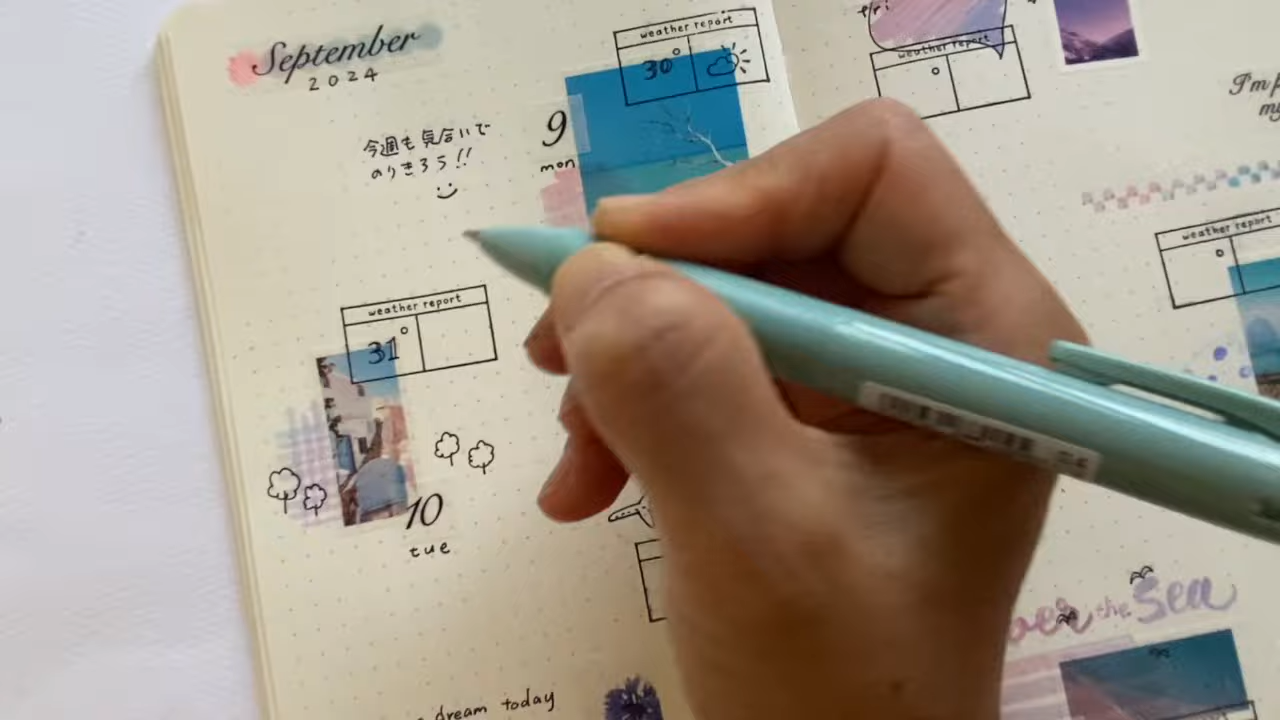 September
2024
今週も気合いで
のりきろう!!
weather report
30°
9
mon
weather report
31°
10
tue
dream today
fri
weather report
°
I'm
weather report
°
the Sea